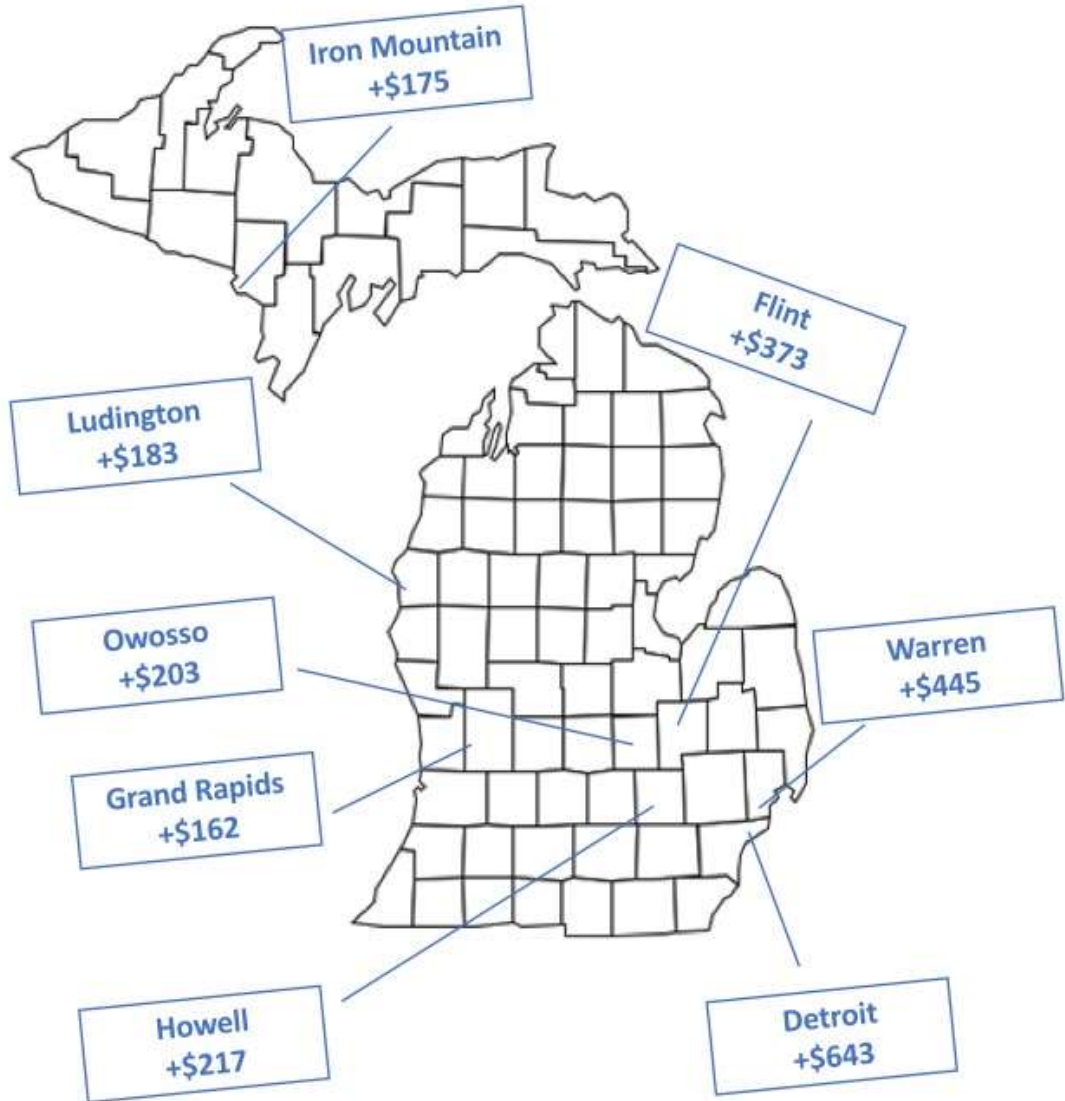 Iron Mountain
+$175
Flint
+$373
Ludington
+$183
Owosso
+$203
Warren
+$445
Grand Rapids
+$162
Howell
+$217
Detroit
+$643